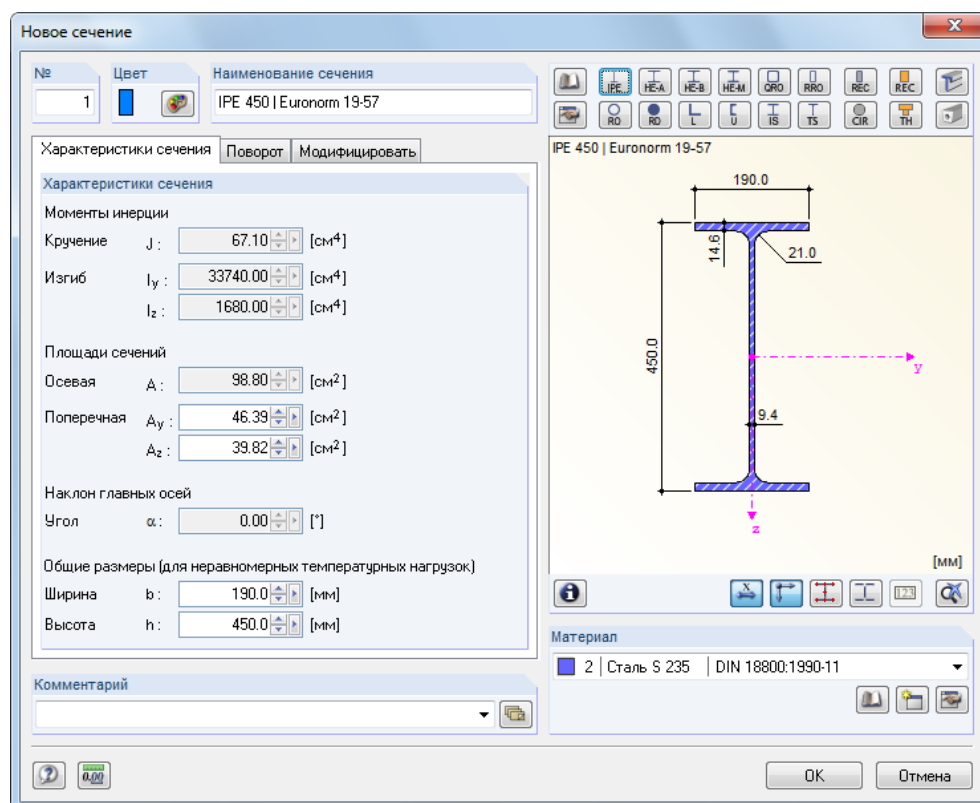 Новое сечение
№ Цвет Наименование сечения
1 IPE 450 | Euronorm 19-57
Характеристики сечения Поворот Модифицировать
Характеристики сечения
Моменты инерции
Кручение J : 67.10 [см4]
Изгиб Iy : 33740.00 [см4]
Iz : 1680.00 [см4]
Площади сечений
Осевая A : 98.80 [см2]
Поперечная Ay : 46.39 [см2]
Az : 39.82 [см2]
Наклон главных осей
Угол α : 0.00 [°]
Общие размеры (для неравномерных температурных нагрузок)
Ширина b : 190.0 [мм]
Высота h : 450.0 [мм]
Комментарий
IPE HE-A HE-B HE-M QRO RRO REC REC
RO RD L U IS TS CIR TH
IPE 450 | Euronorm 19-57
190.0
14.6
21.0
450.0
y
9.4
z
[мм]
X 123
Материал
2 | Сталь S 235 | DIN 18800:1990-11
0.00
OK Отмена